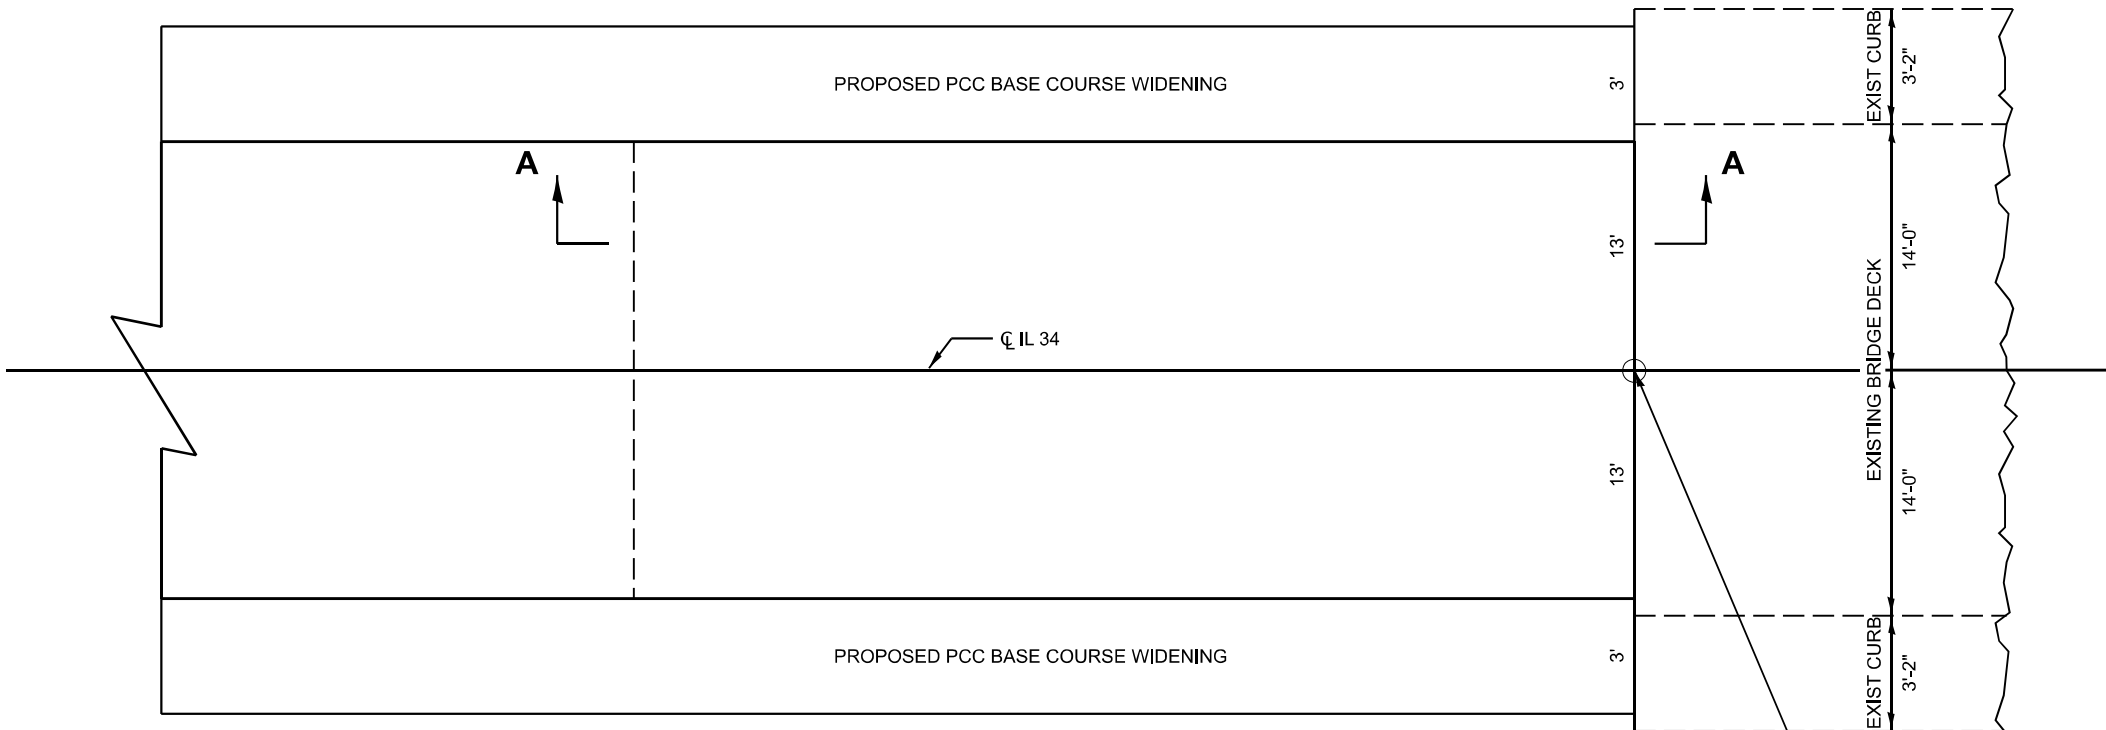 EXIST CURB
3'-2"
PROPOSED PCC BASE COURSE WIDENING
3'
A
A
13'
14'-0"
EXISTING BRIDGE DECK
℄ IL 34
13'
14'-0"
PROPOSED PCC BASE COURSE WIDENING
3'
EXIST CURB
3'-2"